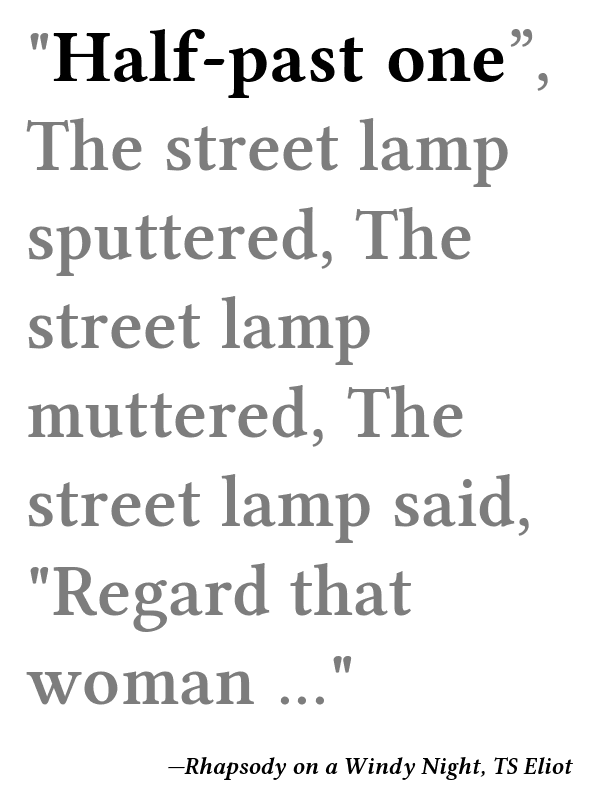 "Half-past one”,
The street lamp
sputtered, The
street lamp
muttered, The
street lamp said,
"Regard that
woman ..."
—Rhapsody on a Windy Night, TS Eliot